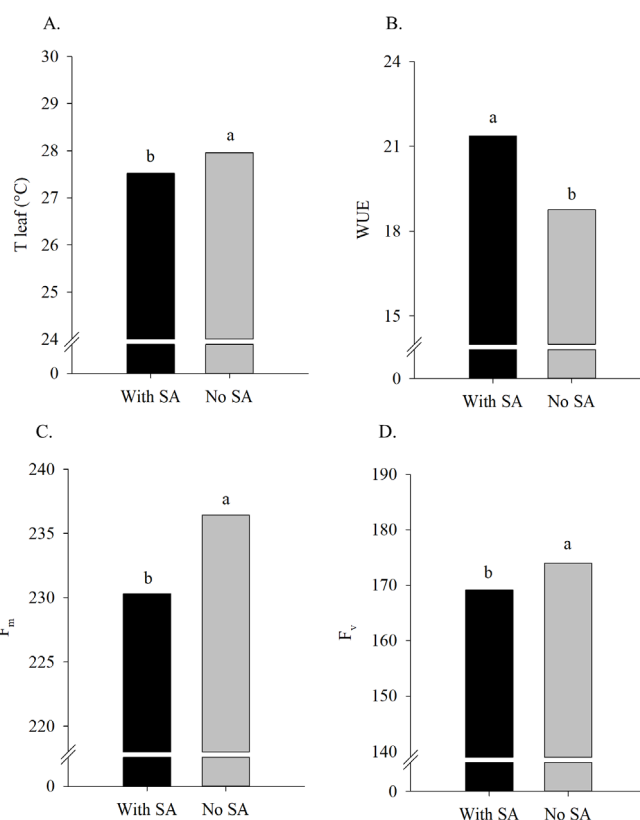 A.
30
29
28
27
26
25
24
0
T leaf (°C)
b
a
With SA No SA
B.
24
21
18
15
0
WUE
a
b
With SA No SA
C.
240
235
230
225
220
0
Fm
b
a
With SA No SA
D.
190
180
170
160
150
140
0
Fv
b
a
With SA No SA